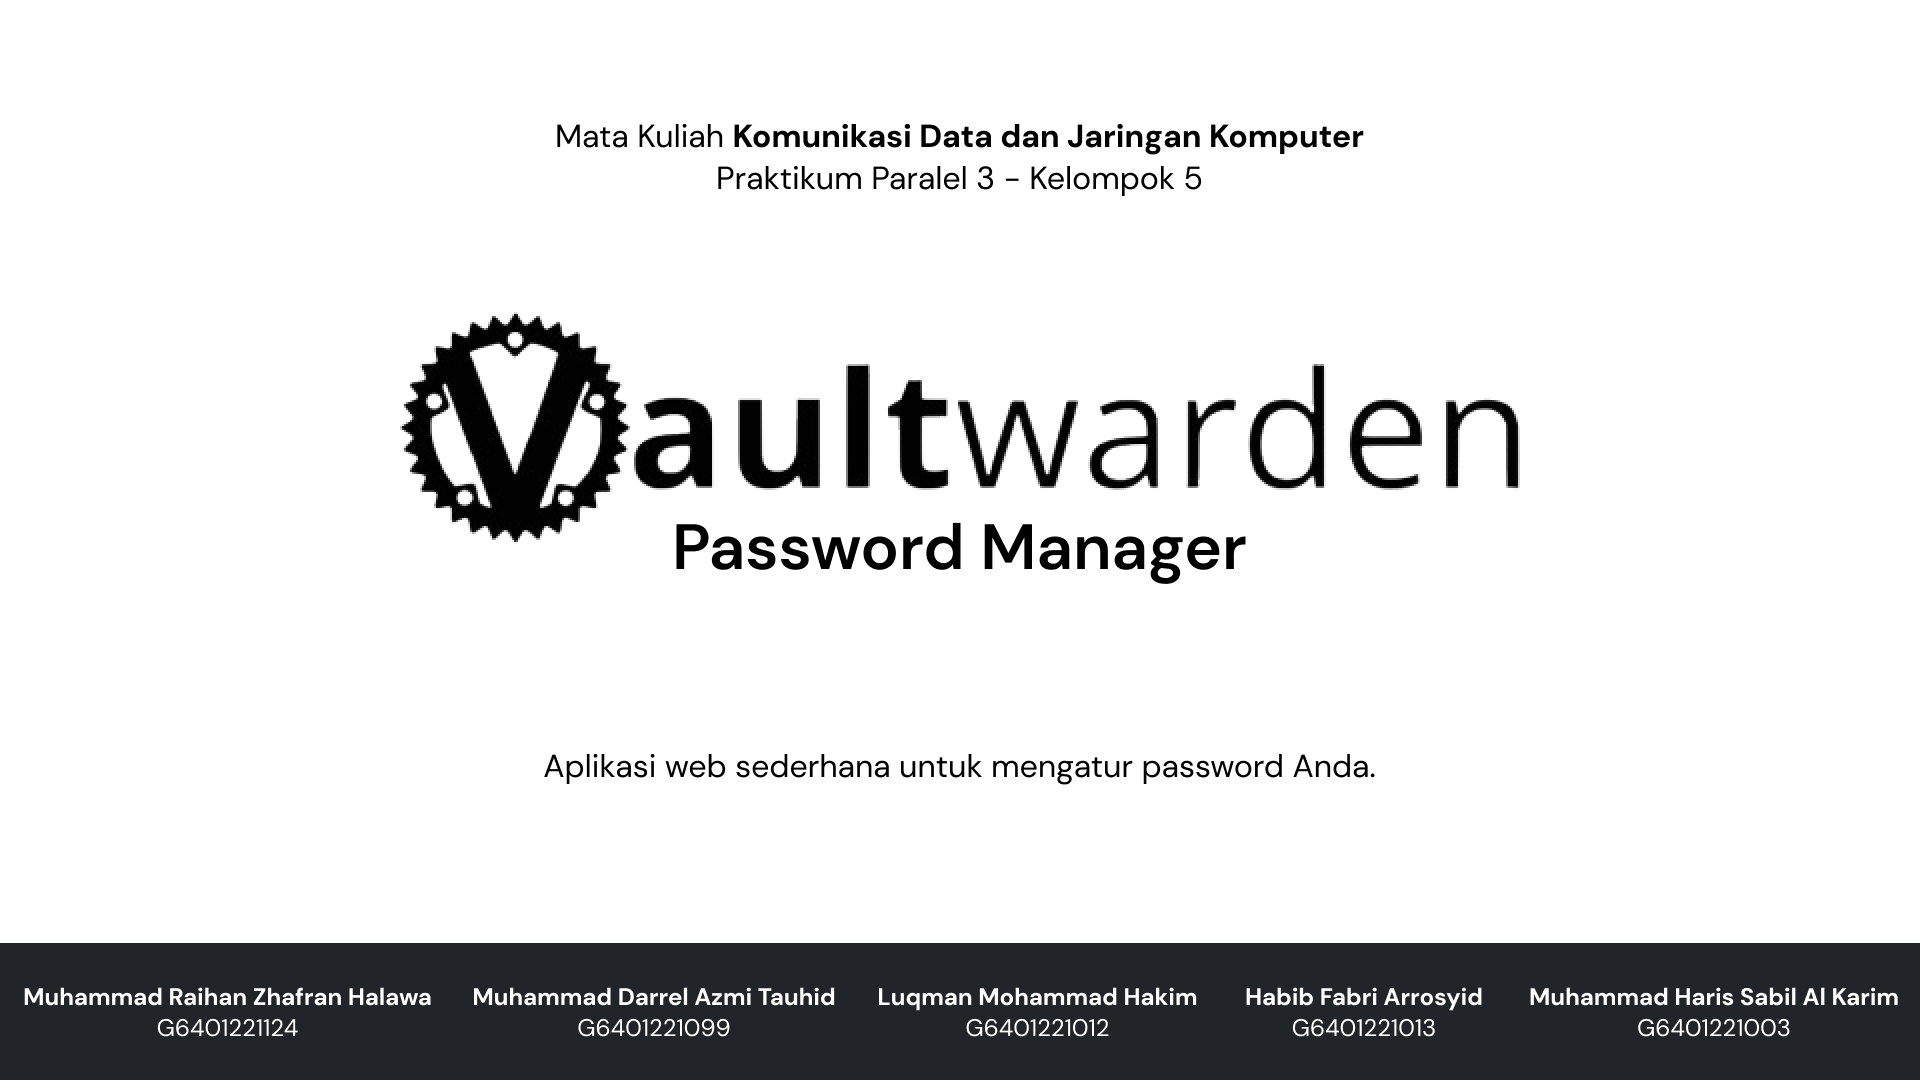 Mata Kuliah Komunikasi Data dan Jaringan Komputer
Praktikum Paralel 3 - Kelompok 5
Vaultwarden
Password Manager
Aplikasi web sederhana untuk mengatur password Anda.
Muhammad Raihan Zhafran Halawa
G6401221124
Muhammad Darrel Azmi Tauhid
G6401221099
Luqman Mohammad Hakim
G6401221012
Habib Fabri Arrosyid
G6401221013
Muhammad Haris Sabil Al Karim
G6401221003